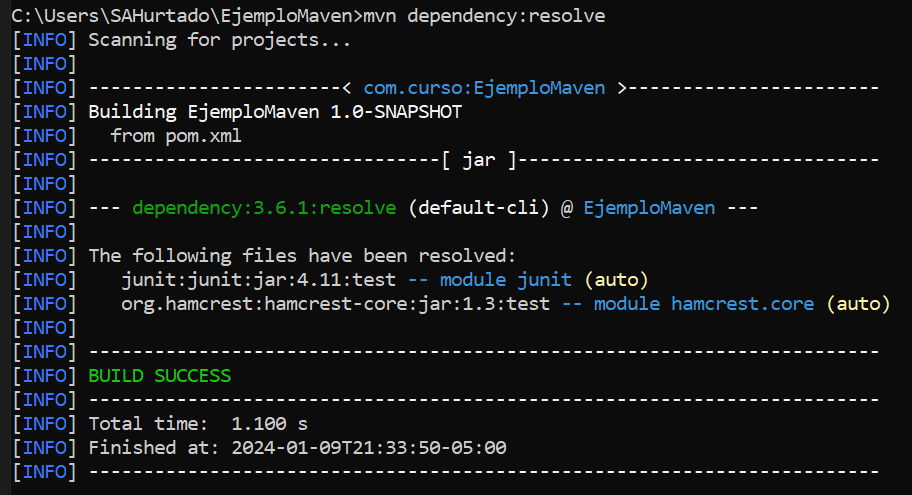 C:\Users\SAHurtado\EjemploMaven>mvn dependency:resolve
[INFO] Scanning for projects...
[INFO]
[INFO] -----------------------< com.curso:EjemploMaven >-----------------------
[INFO] Building EjemploMaven 1.0-SNAPSHOT
[INFO]   from pom.xml
[INFO] --------------------------------[ jar ]---------------------------------
[INFO]
[INFO] --- dependency:3.6.1:resolve (default-cli) @ EjemploMaven ---
[INFO]
[INFO] The following files have been resolved:
[INFO]    junit:junit:jar:4.11:test -- module junit (auto)
[INFO]    org.hamcrest:hamcrest-core:jar:1.3:test -- module hamcrest.core (auto)
[INFO]
[INFO] ------------------------------------------------------------------------
[INFO] BUILD SUCCESS
[INFO] ------------------------------------------------------------------------
[INFO] Total time:  1.100 s
[INFO] Finished at: 2024-01-09T21:33:50-05:00
[INFO] ------------------------------------------------------------------------